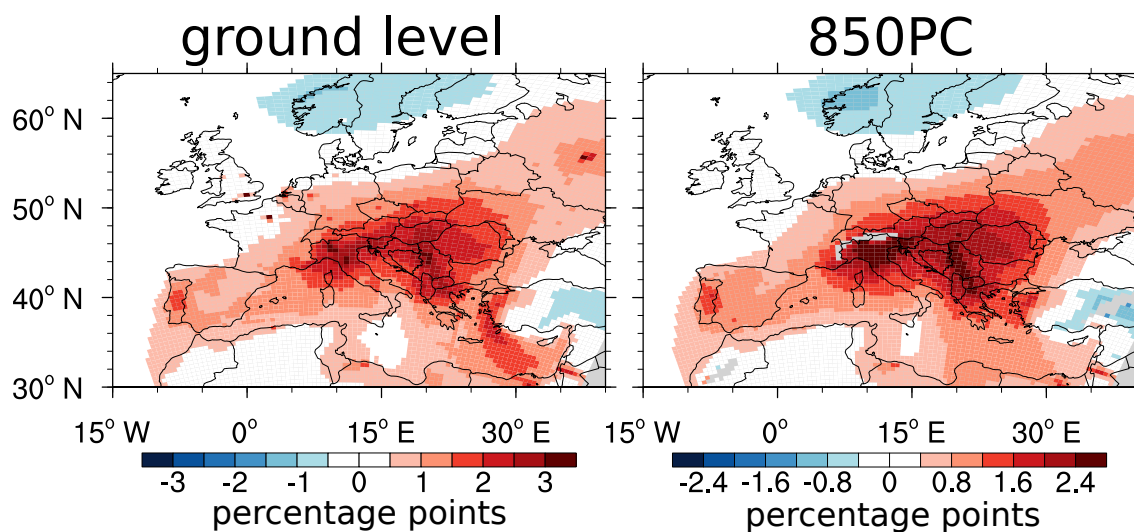 ground level 850PC
60° N
50° N
40° N
30° N
15° W 0° 15° E 30° E 15° W 0° 15° E 30° E
-3 -2 -1 0 1 2 3 -2.4 -1.6 -0.8 0 0.8 1.6 2.4
percentage points percentage points